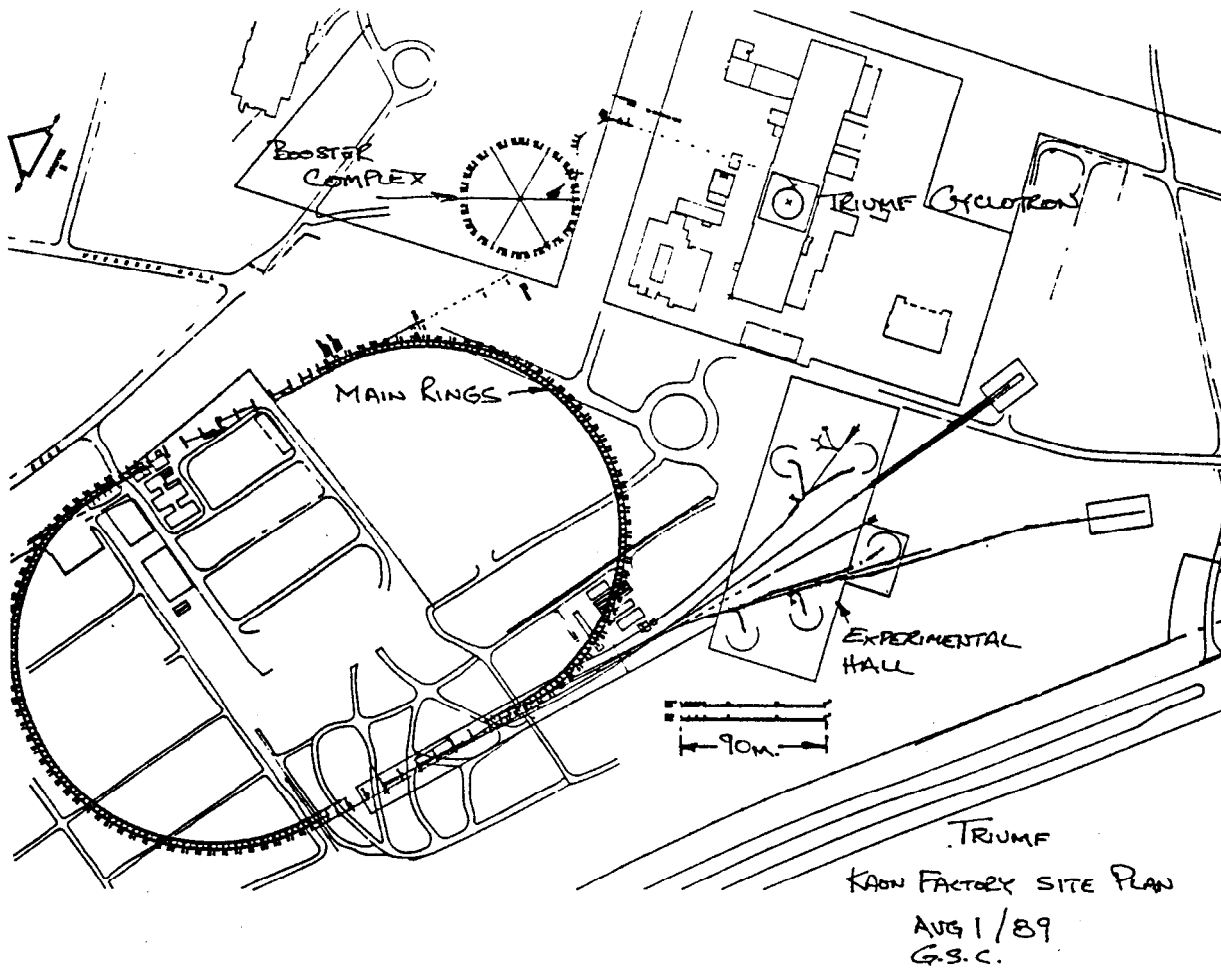 BOOSTER
COMPLEX
TRIUMF CYCLOTRON
MAIN RINGS
EXPERIMENTAL
HALL
90M.
TRIUMF
KAON FACTORY SITE PLAN
AUG 1/89
G.S.C.